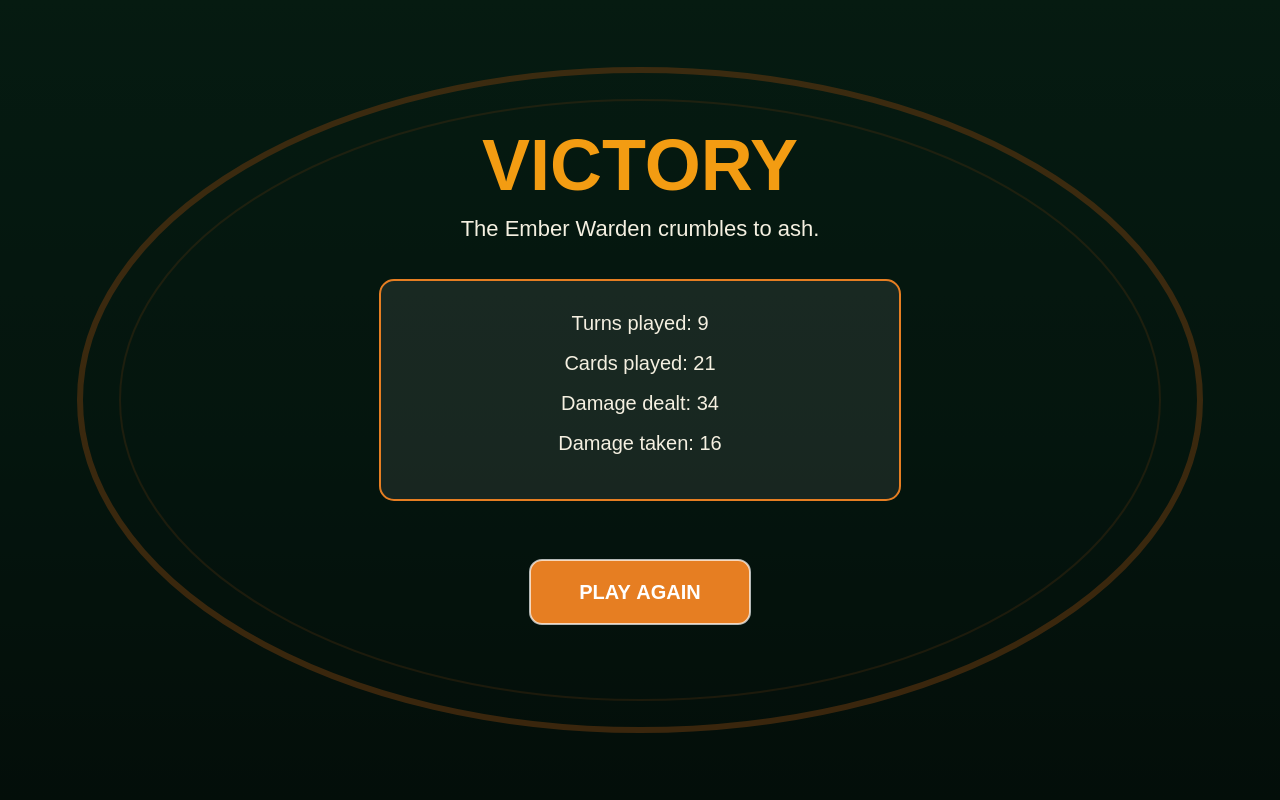 VICTORY
The Ember Warden crumbles to ash.
Turns played: 9
Cards played: 21
Damage dealt: 34
Damage taken: 16
PLAY AGAIN